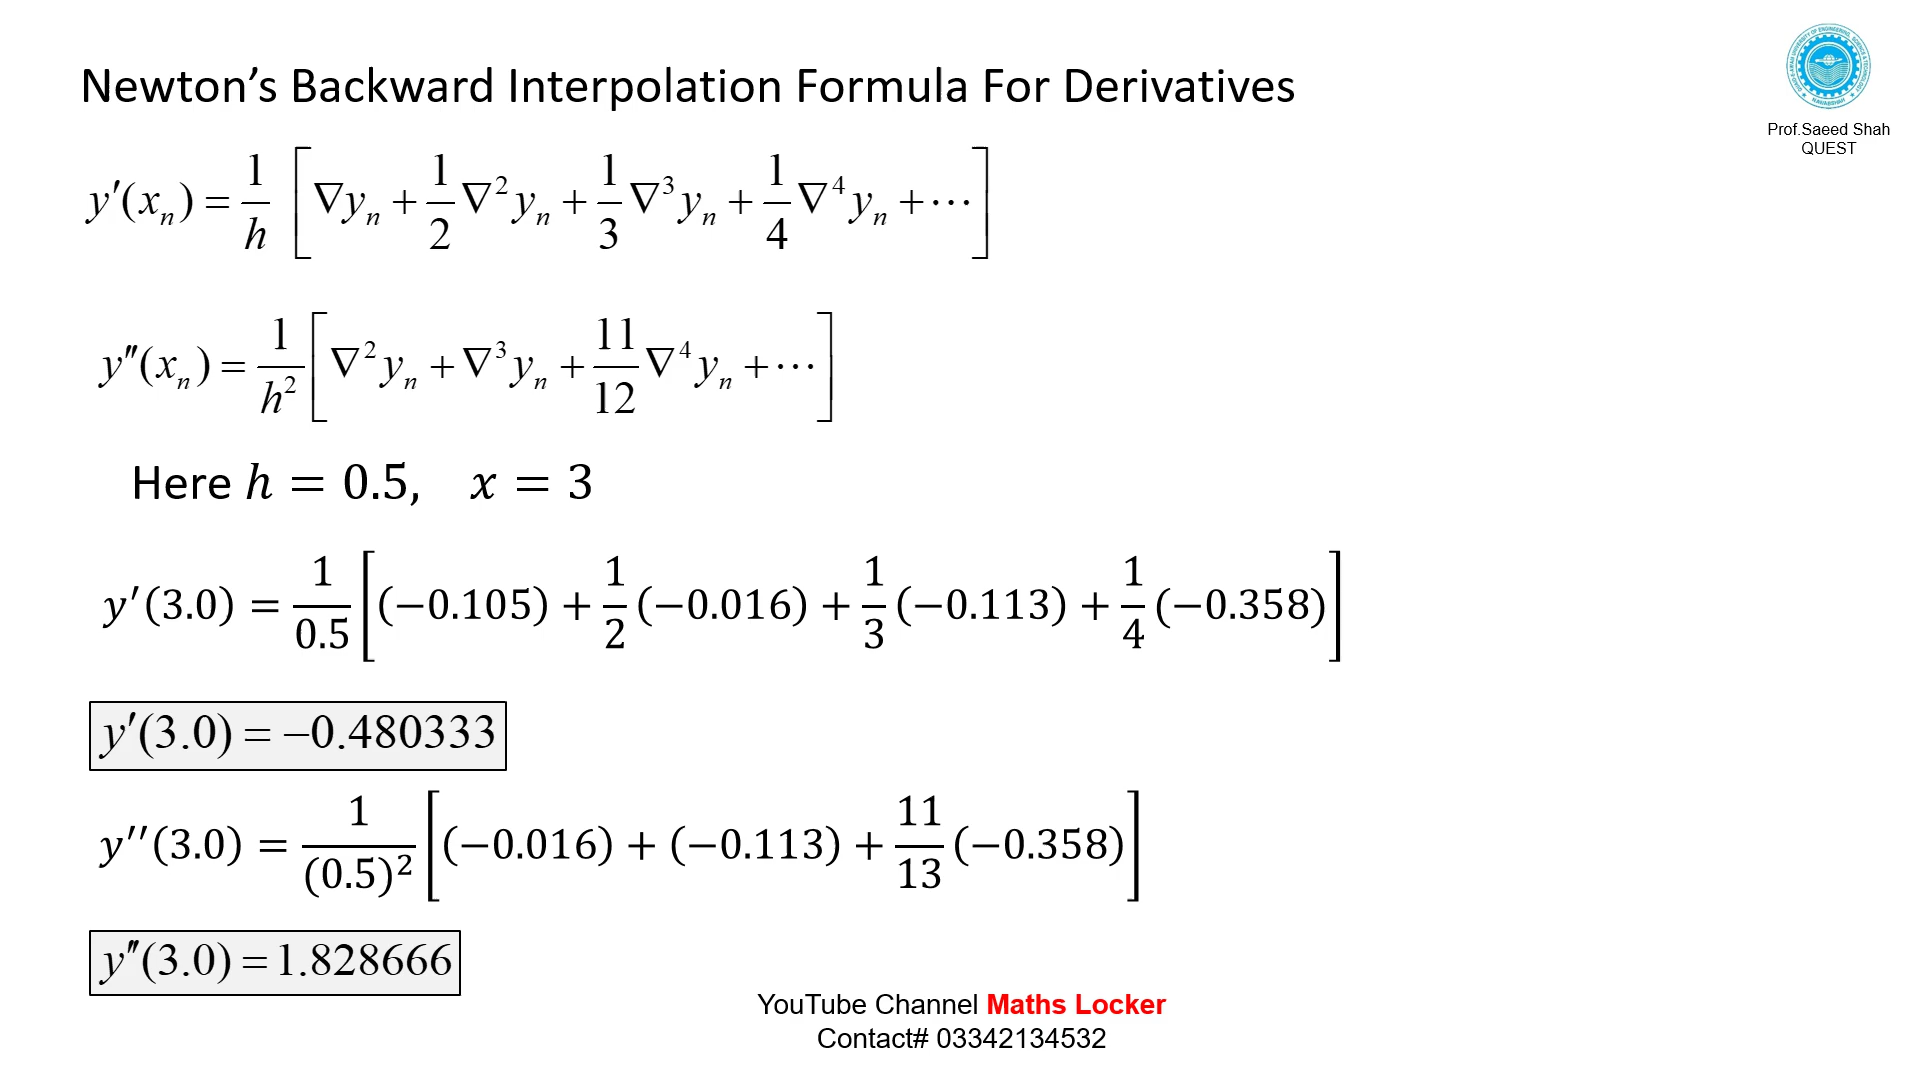 Newton’s Backward Interpolation Formula For Derivatives
Prof.Saeed Shah
QUEST
y′(xₙ) = 1/h [∇yₙ + 1/2 ∇²yₙ + 1/3 ∇³yₙ + 1/4 ∇⁴yₙ + ⋯]
y″(xₙ) = 1/h² [∇²yₙ + ∇³yₙ + 11/12 ∇⁴yₙ + ⋯]
Here h = 0.5, x = 3
y′(3.0) = 1/0.5 [(−0.105) + 1/2 (−0.016) + 1/3 (−0.113) + 1/4 (−0.358)]
y′(3.0) = −0.480333
y′′(3.0) = 1/(0.5)² [(−0.016) + (−0.113) + 11/13 (−0.358)]
y″(3.0) = 1.828666
YouTube Channel Maths Locker
Contact# 03342134532